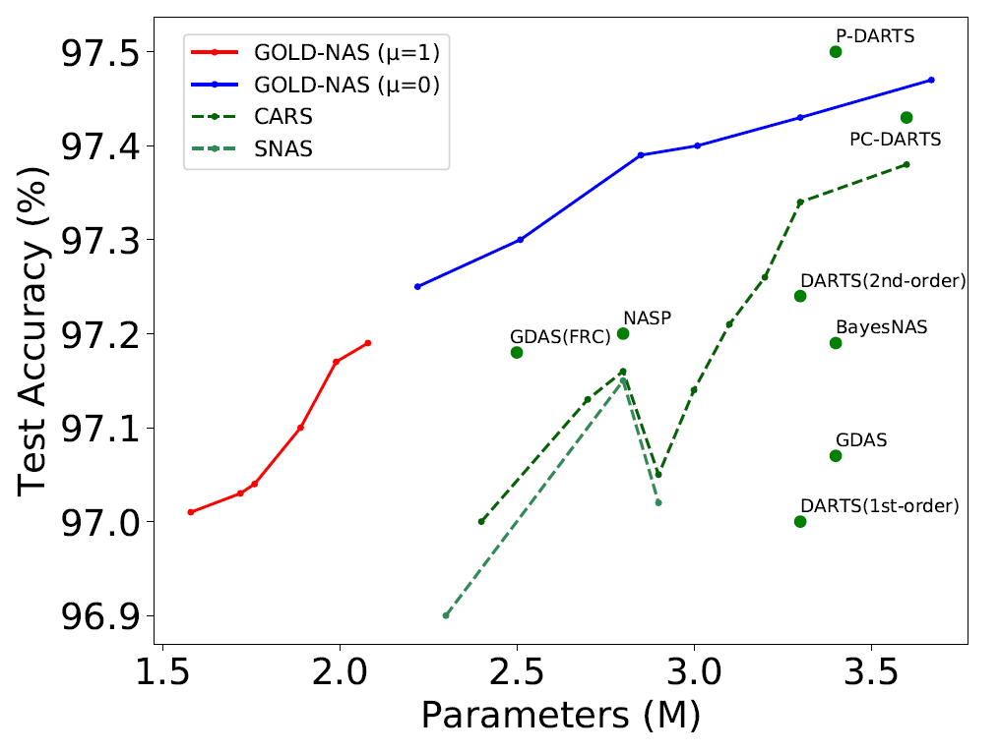 97.5
97.4
97.3
97.2
97.1
97.0
96.9
Test Accuracy (%)
GOLD-NAS (μ=1)
GOLD-NAS (μ=0)
CARS
SNAS
P-DARTS
PC-DARTS
DARTS(2nd-order)
NASP
GDAS(FRC)
BayesNAS
GDAS
DARTS(1st-order)
1.5 2.0 2.5 3.0 3.5
Parameters (M)